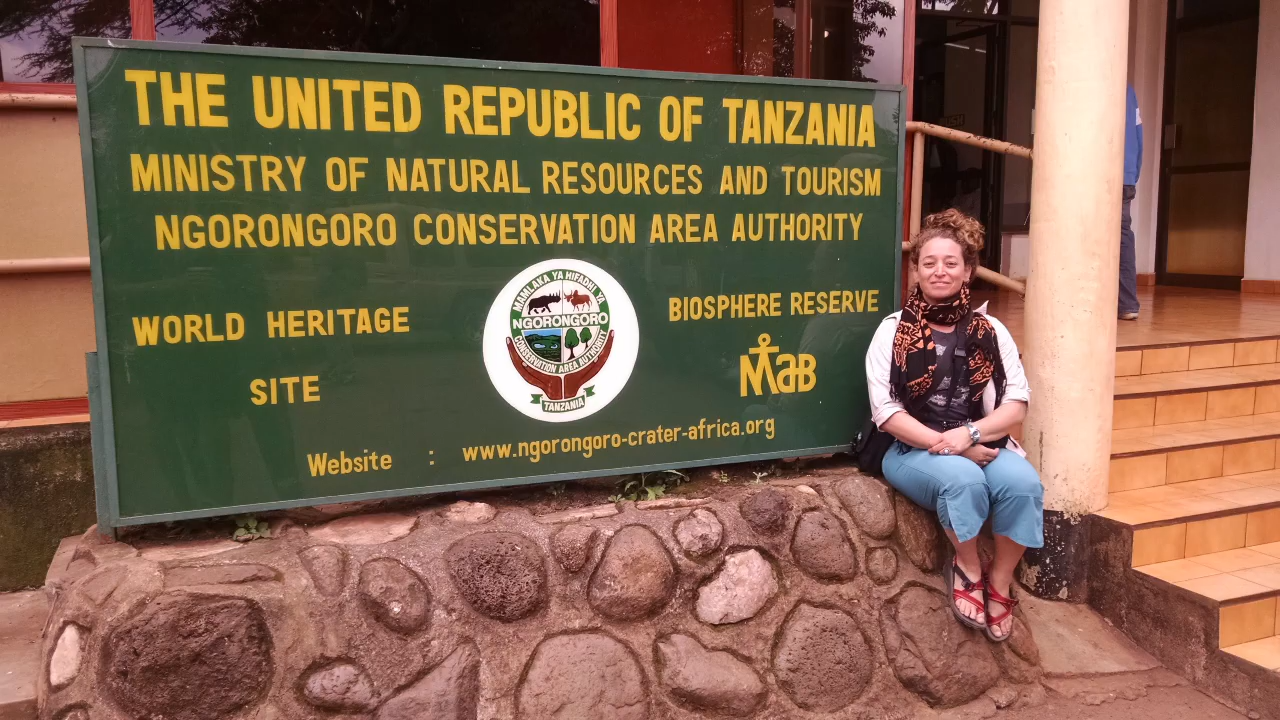 THE UNITED REPUBLIC OF TANZANIA
MINISTRY OF NATURAL RESOURCES AND TOURISM
NGORONGORO CONSERVATION AREA AUTHORITY
WORLD HERITAGE
SITE
MAMLAKA YA HIFADHI YA
NGORONGORO
CONSERVATION AREA AUTHORITY
TANZANIA
BIOSPHERE RESERVE
MaB
Website : www.ngorongoro-crater-africa.org